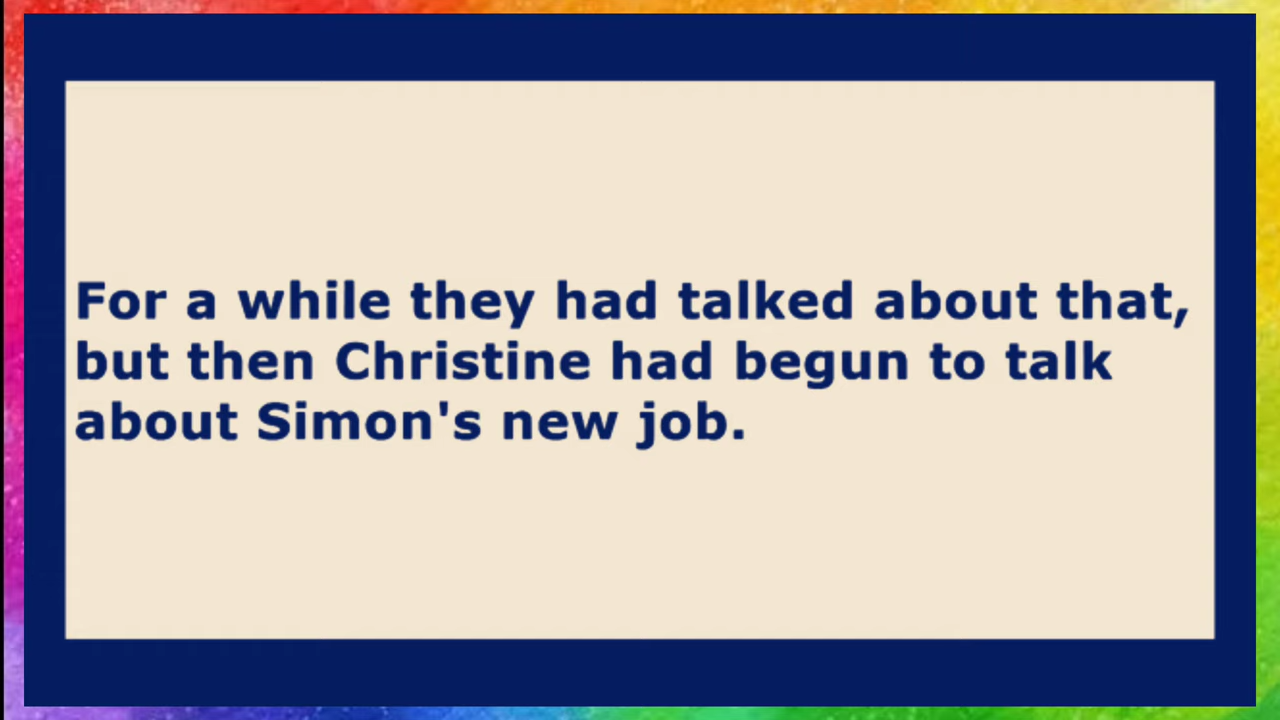 For a while they had talked about that,
but then Christine had begun to talk
about Simon's new job.